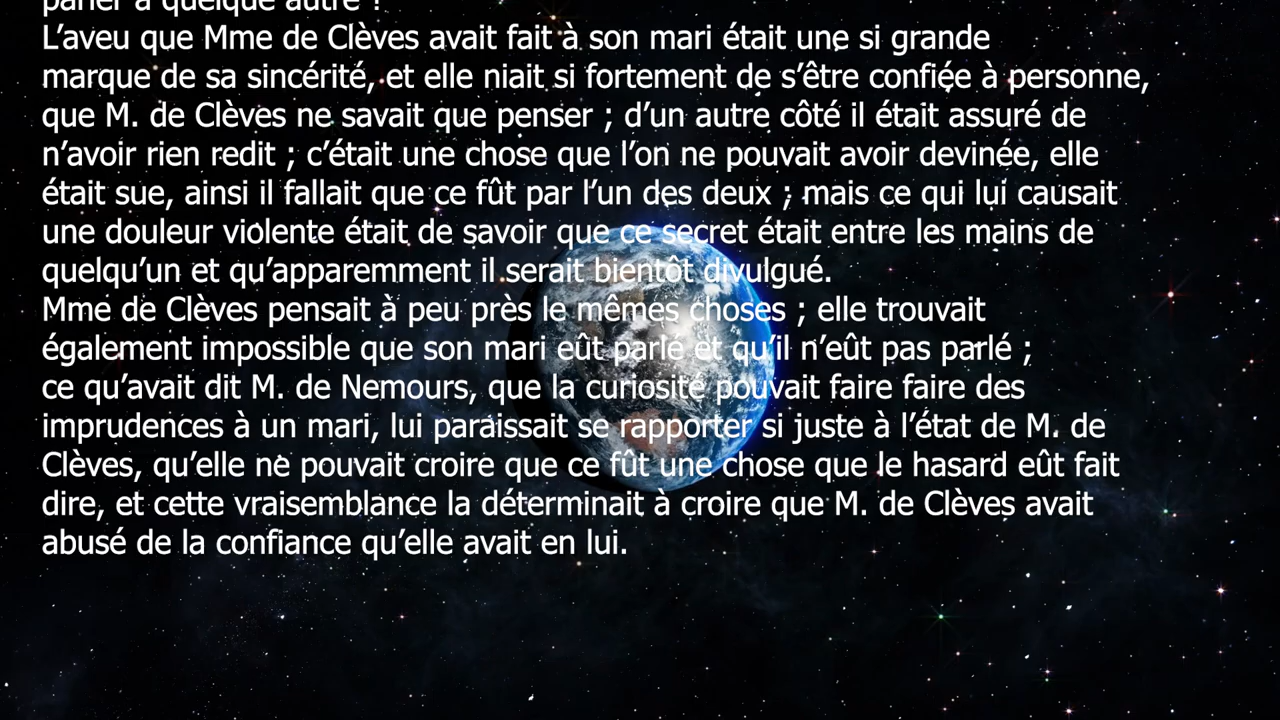 parler à quelque autre !
L’aveu que Mme de Clèves avait fait à son mari était une si grande
marque de sa sincérité, et elle niait si fortement de s’être confiée à personne,
que M. de Clèves ne savait que penser ; d’un autre côté il était assuré de
n’avoir rien redit ; c’était une chose que l’on ne pouvait avoir devinée, elle
était sue, ainsi il fallait que ce fût par l’un des deux ; mais ce qui lui causait
une douleur violente était de savoir que ce secret était entre les mains de
quelqu’un et qu’apparemment il serait bientôt divulgué.
Mme de Clèves pensait à peu près le mêmes choses ; elle trouvait
également impossible que son mari eût parlé et qu’il n’eût pas parlé ;
ce qu’avait dit M. de Nemours, que la curiosité pouvait faire faire des
imprudences à un mari, lui paraissait se rapporter si juste à l’état de M. de
Clèves, qu’elle ne pouvait croire que ce fût une chose que le hasard eût fait
dire, et cette vraisemblance la déterminait à croire que M. de Clèves avait
abusé de la confiance qu’elle avait en lui.